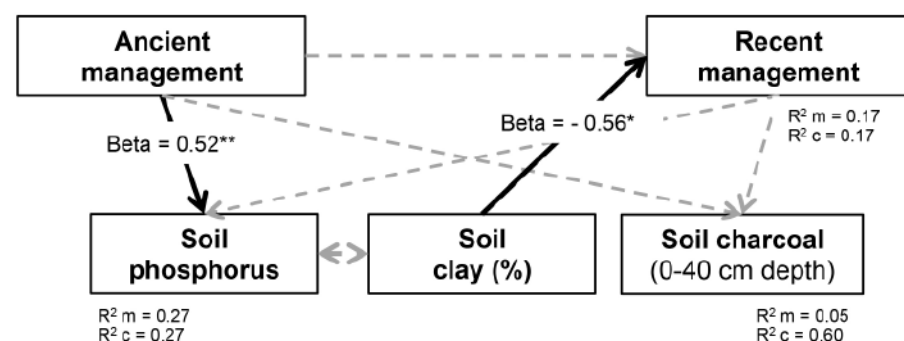 Ancient
management
Recent
management
R² m = 0.17
R² c = 0.17
Beta = 0.52**
Beta = - 0.56*
Soil
phosphorus
Soil
clay (%)
Soil charcoal
(0-40 cm depth)
R² m = 0.27
R² c = 0.27
R² m = 0.05
R² c = 0.60